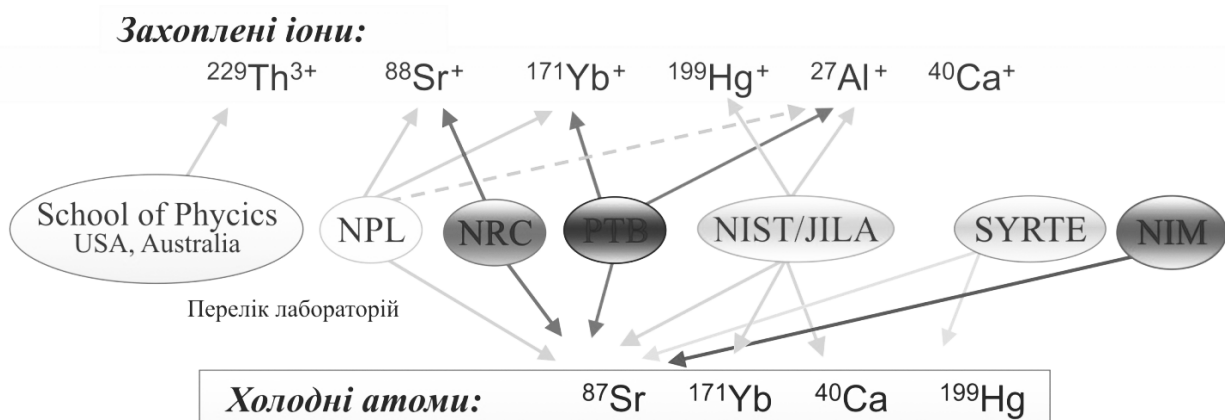 Захоплені іони:
²²⁹Th³⁺ ⁸⁸Sr⁺ ¹⁷¹Yb⁺ ¹⁹⁹Hg⁺ ²⁷Al⁺ ⁴⁰Ca⁺
School of Phycics
USA, Australia
NPL NRC PTB NIST/JILA SYRTE NIM
Перелік лабораторій
Холодні атоми: ⁸⁷Sr ¹⁷¹Yb ⁴⁰Ca ¹⁹⁹Hg